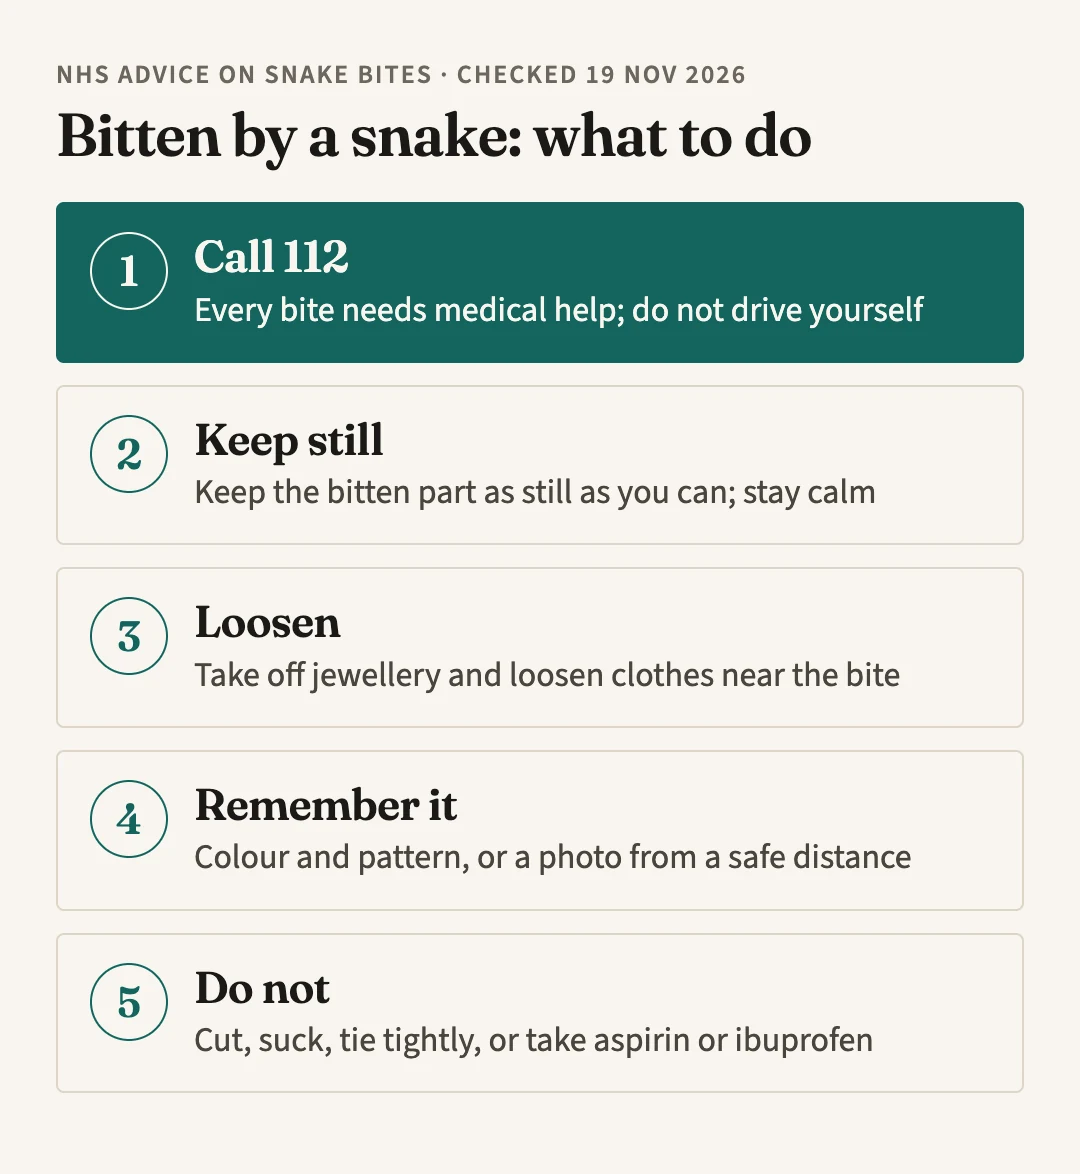 NHS ADVICE ON SNAKE BITES · CHECKED 19 NOV 2026
Bitten by a snake: what to do
1
Call 112
Every bite needs medical help; do not drive yourself
2
Keep still
Keep the bitten part as still as you can; stay calm
3
Loosen
Take off jewellery and loosen clothes near the bite
4
Remember it
Colour and pattern, or a photo from a safe distance
5
Do not
Cut, suck, tie tightly, or take aspirin or ibuprofen